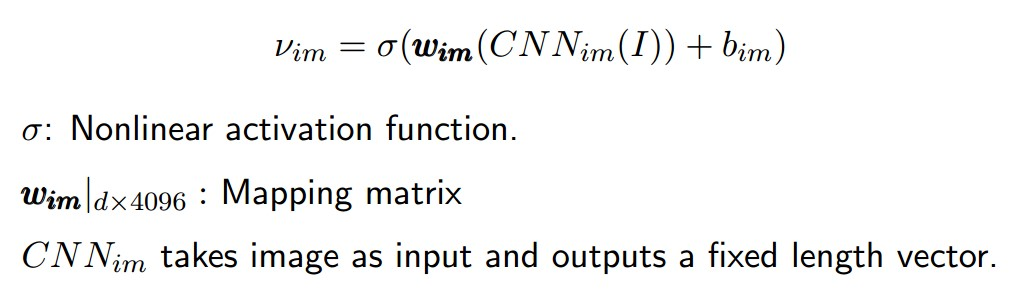 ν_im = σ(w_im(CNN_im(I)) + b_im)
σ: Nonlinear activation function.
w_im|d×4096 : Mapping matrix
CNN_im takes image as input and outputs a fixed length vector.